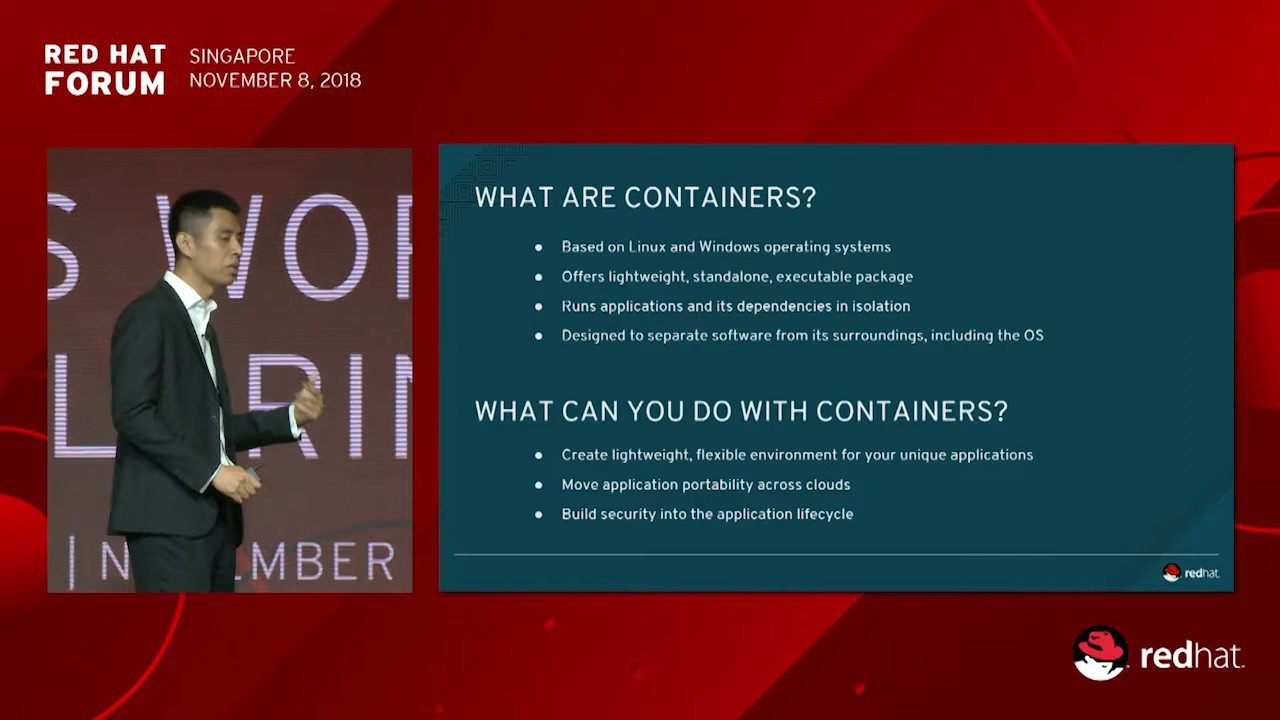 RED HAT
FORUM
SINGAPORE
NOVEMBER 8, 2018
S WOR
L RIN
| N MBER
WHAT ARE CONTAINERS?
● Based on Linux and Windows operating systems
● Offers lightweight, standalone, executable package
● Runs applications and its dependencies in isolation
● Designed to separate software from its surroundings, including the OS
WHAT CAN YOU DO WITH CONTAINERS?
● Create lightweight, flexible environment for your unique applications
● Move application portability across clouds
● Build security into the application lifecycle
redhat.
redhat.